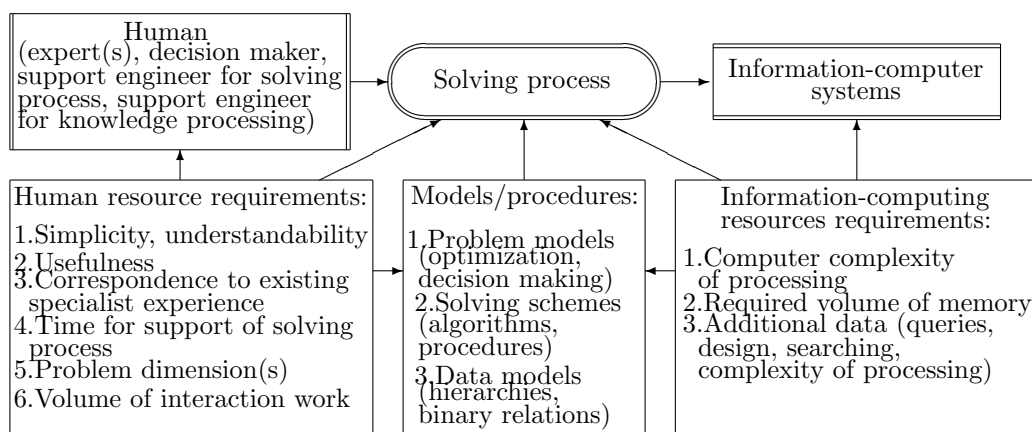 Human
(expert(s), decision maker,
support engineer for solving
process, support engineer
for knowledge processing)
Solving process
Information-computer
systems
Human resource requirements:
1.Simplicity, understandability
2.Usefulness
3.Correspondence to existing
specialist experience
4.Time for support of solving
process
5.Problem dimension(s)
6.Volume of interaction work
Models/procedures:
1.Problem models
(optimization,
decision making)
2.Solving schemes
(algorithms,
procedures)
3.Data models
(hierarchies,
binary relations)
Information-computing
resources requirements:
1.Computer complexity
of processing
2.Required volume of memory
3.Additional data (queries,
design, searching,
complexity of processing)